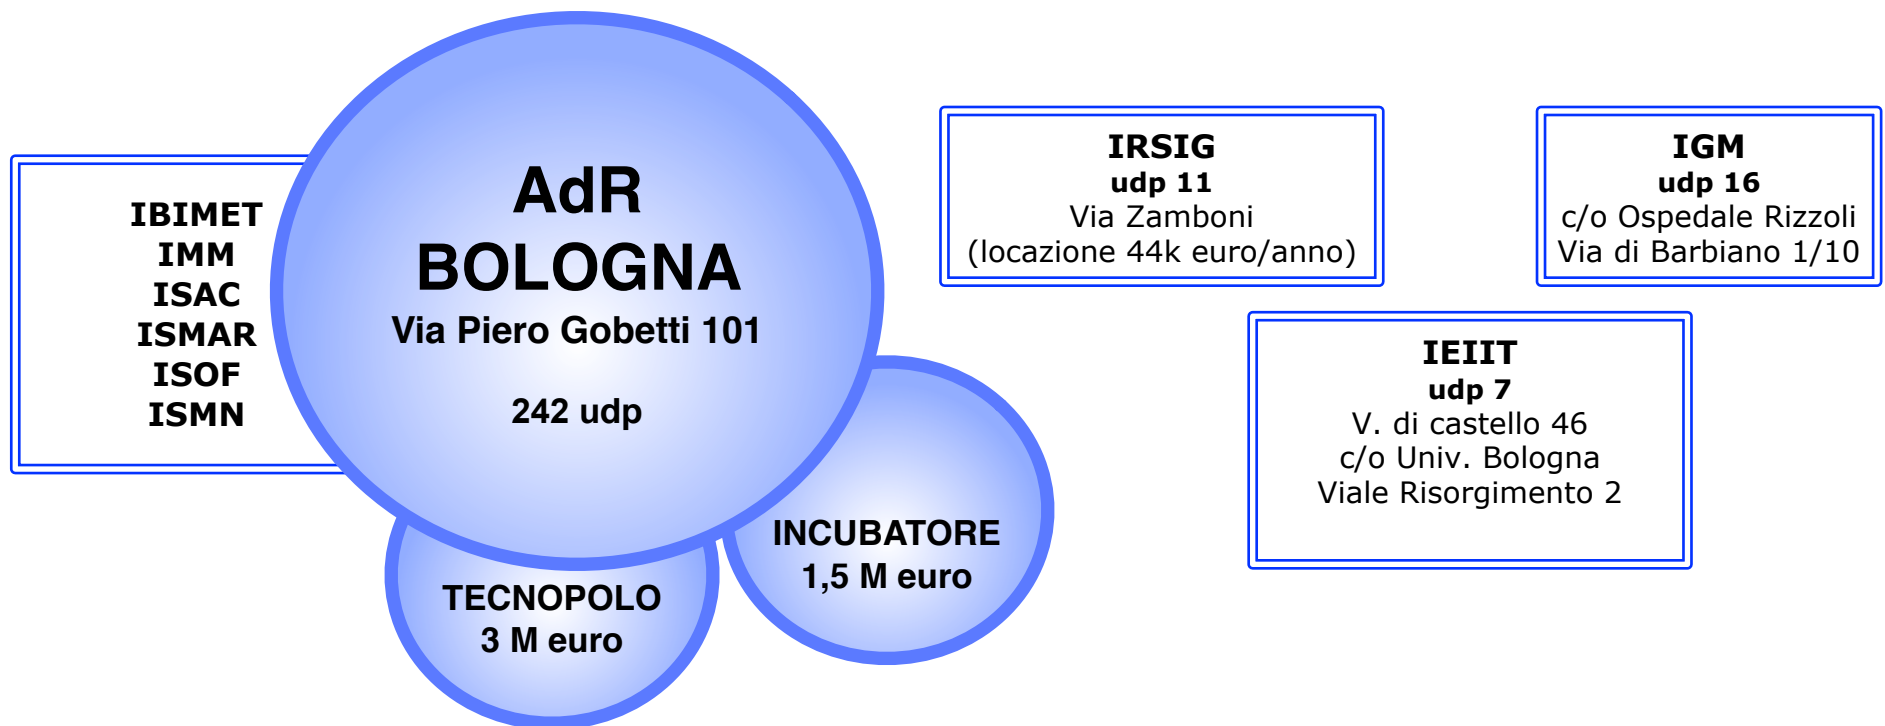 IBIMET
IMM
ISAC
ISMAR
ISOF
ISMN
AdR
BOLOGNA
Via Piero Gobetti 101
242 udp
TECNOPOLO
3 M euro
INCUBATORE
1,5 M euro
IRSIG
udp 11
Via Zamboni
(locazione 44k euro/anno)
IGM
udp 16
c/o Ospedale Rizzoli
Via di Barbiano 1/10
IEIIT
udp 7
V. di castello 46
c/o Univ. Bologna
Viale Risorgimento 2